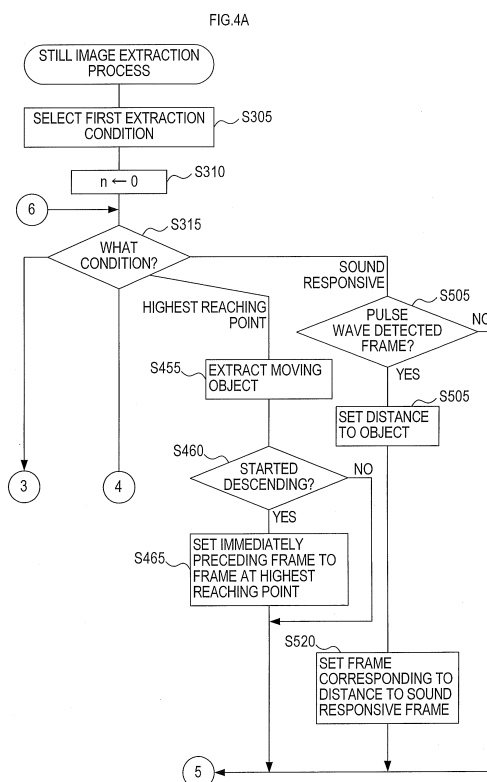 FIG.4A
STILL IMAGE EXTRACTION
PROCESS
SELECT FIRST EXTRACTION
CONDITION
S305
n ← 0
S310
6
S315
WHAT
CONDITION?
SOUND
RESPONSIVE
HIGHEST REACHING
POINT
S505
PULSE
WAVE DETECTED
FRAME?
NO
YES
S455
EXTRACT MOVING
OBJECT
S505
SET DISTANCE
TO OBJECT
S460
STARTED
DESCENDING?
NO
YES
3
4
S465
SET IMMEDIATELY
PRECEDING FRAME TO
FRAME AT HIGHEST
REACHING POINT
S520
SET FRAME
CORRESPONDING TO
DISTANCE TO SOUND
RESPONSIVE FRAME
5